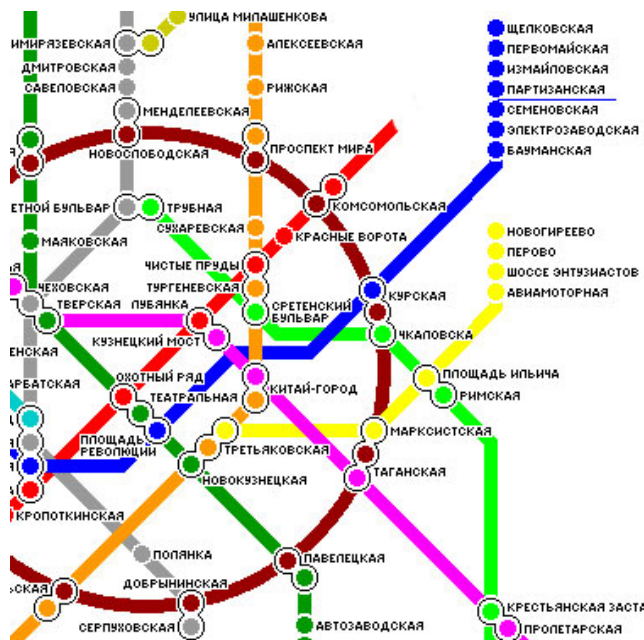 УЛИЦА МИЛАШЕНКОВА
ЩЕЛКОВСКАЯ
ИМИРЯЗЕВСКАЯ
АЛЕКСЕЕВСКАЯ
ПЕРВОМАЙСКАЯ
ДМИТРОВСКАЯ
ИЗМАЙЛОВСКАЯ
САВЕЛОВСКАЯ
РИЖСКАЯ
ПАРТИЗАНСКАЯ
МЕНДЕЛЕЕВСКАЯ
СЕМЕНОВСКАЯ
ЭЛЕКТРОЗАВОДСКАЯ
НОВОСЛОБОДСКАЯ
ПРОСПЕКТ МИРА
БАУМАНСКАЯ
ЕТНОЙ БУЛЬВАР
ТРУБНАЯ
КОМСОМОЛЬСКАЯ
СУХАРЕВСКАЯ
КРАСНЫЕ ВОРОТА
НОВОГИРЕЕВО
МАЯКОВСКАЯ
ПЕРОВО
ЧИСТЫЕ ПРУДЫ
ШОССЕ ЭНТУЗИАСТОВ
ЧЕХОВСКАЯ
ТУРГЕНЕВСКАЯ
КУРСКАЯ
АВИАМОТОРНАЯ
ТВЕРСКАЯ
ЛУБЯНКА
СРЕТЕНСКИЙ
БУЛЬВАР
КУЗНЕЦКИЙ МОСТ
ЧКАЛОВСКА
ЕНСКАЯ
АРБАТСКАЯ
ОХОТНЫЙ РЯД
ТЕАТРАЛЬНАЯ
КИТАЙ-ГОРОД
ПЛОЩАДЬ ИЛЬИЧА
РИМСКАЯ
ПЛОЩАДЬ
РЕВОЛЮЦИИ
МАРКСИСТСКАЯ
ТРЕТЬЯКОВСКАЯ
ТАГАНСКАЯ
НОВОКУЗНЕЦКАЯ
КРОПОТКИНСКАЯ
ПОЛЯНКА
ПАВЕЛЕЦКАЯ
ДОБРЫНИНСКАЯ
ЬСКАЯ
КРЕСТЬЯНСКАЯ ЗАСТА
СЕРПУХОВСКАЯ
АВТОЗАВОДСКАЯ
ПРОЛЕТАРСКАЯ